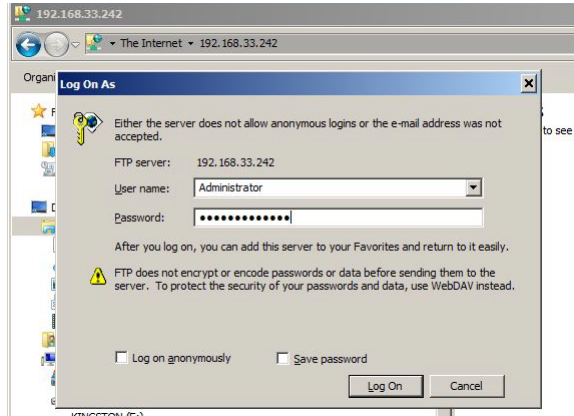 192.168.33.242
The Internet 192.168.33.242
Organi
Log On As
to see
Either the server does not allow anonymous logins or the e-mail address was not
accepted.
FTP server: 192.168.33.242
User name: Administrator
Password: •••••••••••••
After you log on, you can add this server to your Favorites and return to it easily.
FTP does not encrypt or encode passwords or data before sending them to the
server. To protect the security of your passwords and data, use WebDAV instead.
Log on anonymously Save password
Log On Cancel